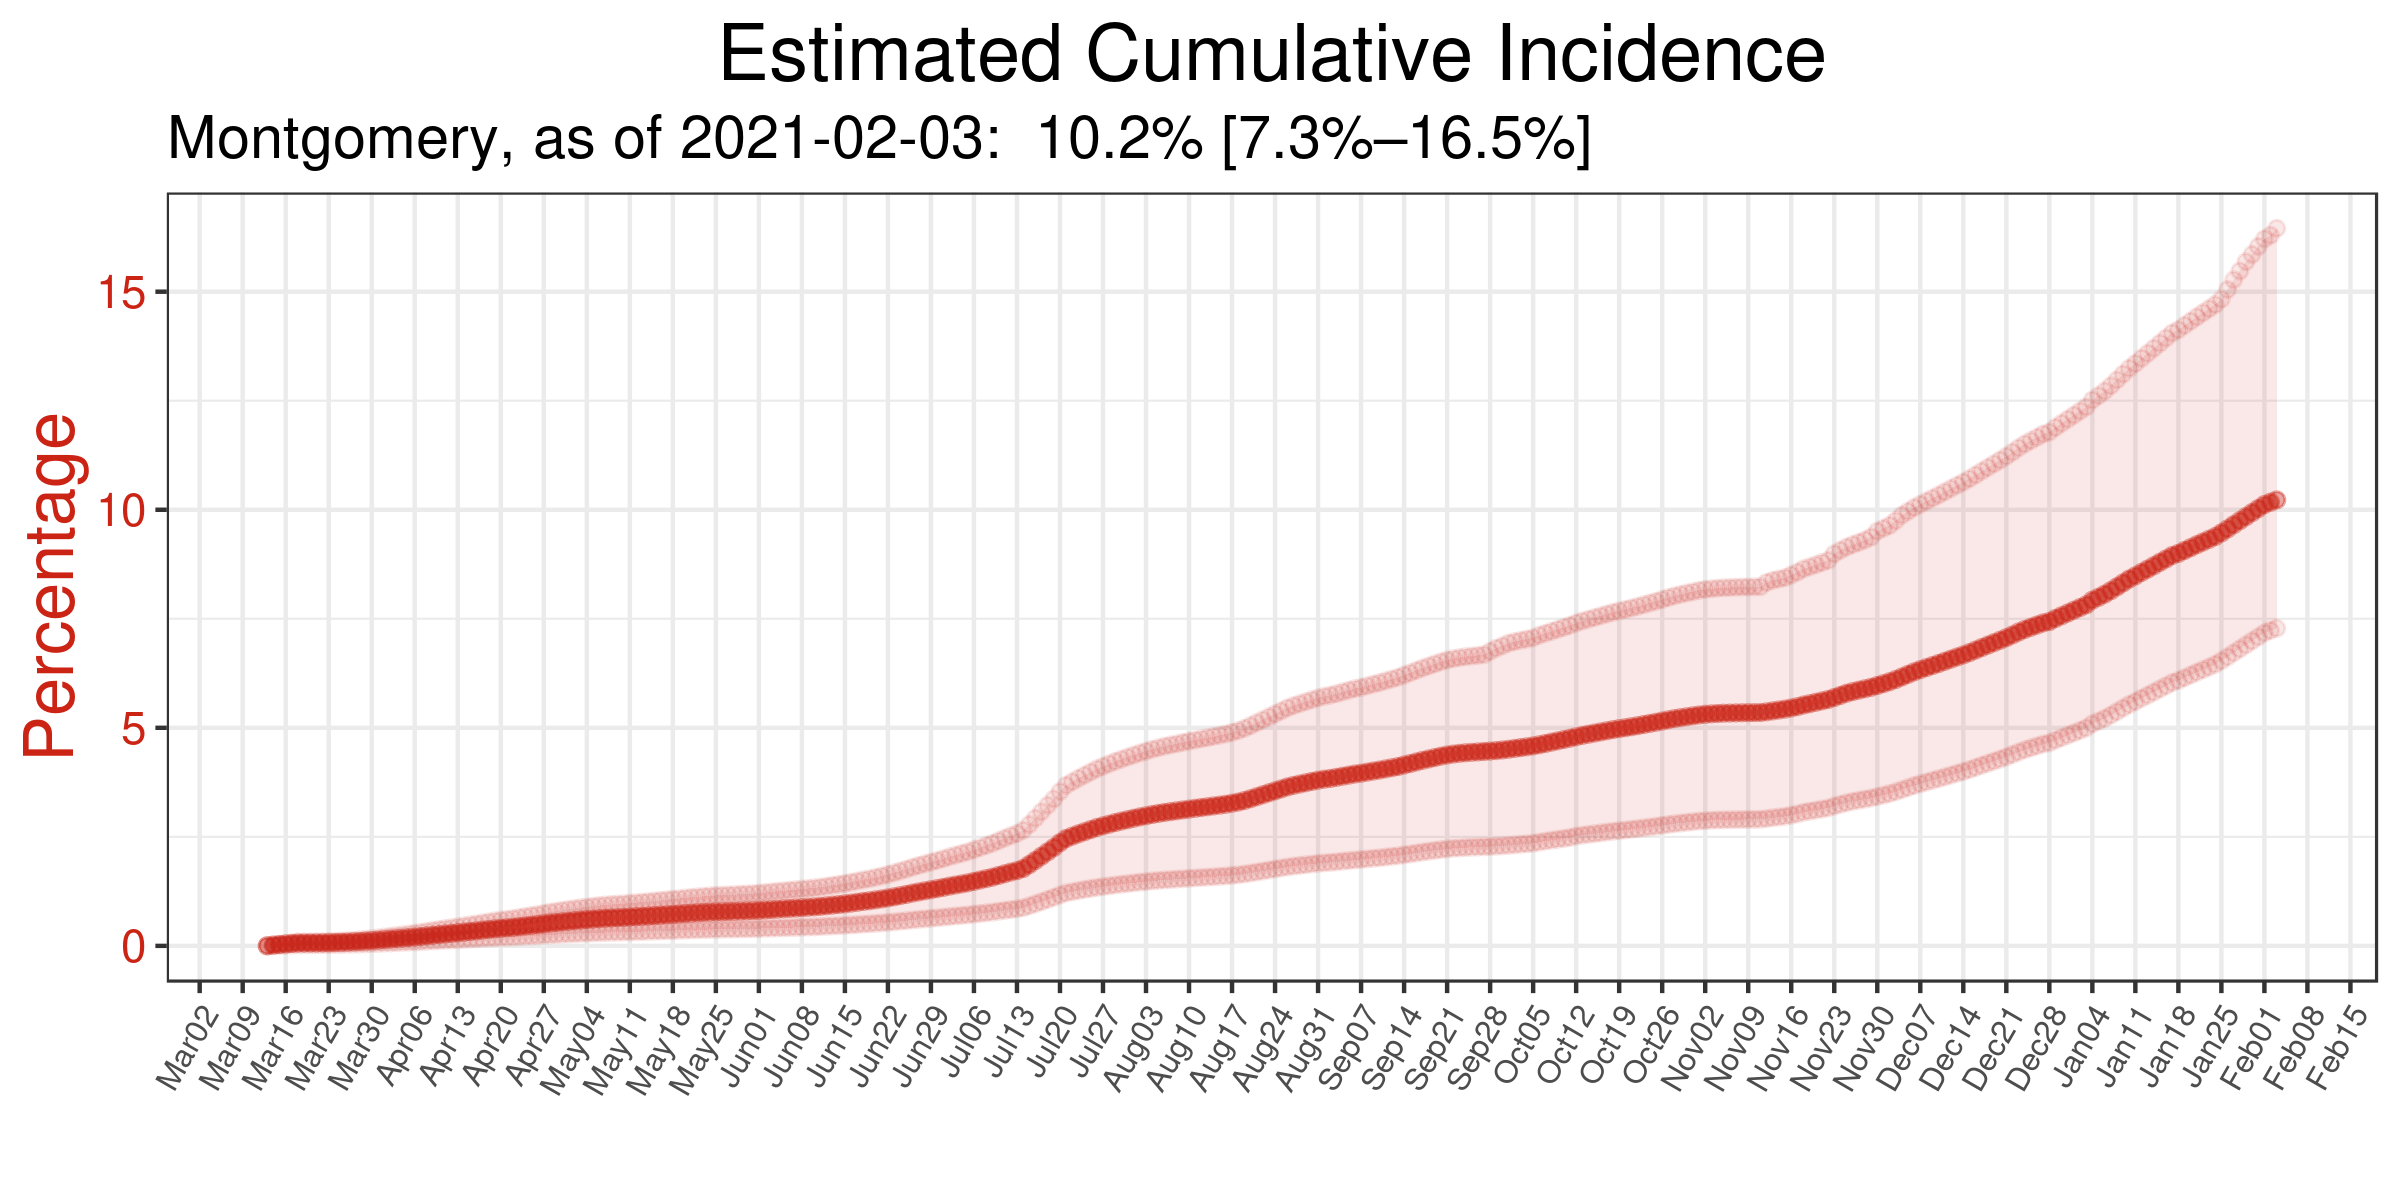 Estimated Cumulative Incidence
Montgomery, as of 2021-02-03:  10.2% [7.3%–16.5%]
Percentage
15
10
5
0
Mar02
Mar09
Mar16
Mar23
Mar30
Apr06
Apr13
Apr20
Apr27
May04
May11
May18
May25
Jun01
Jun08
Jun15
Jun22
Jun29
Jul06
Jul13
Jul20
Jul27
Aug03
Aug10
Aug17
Aug24
Aug31
Sep07
Sep14
Sep21
Sep28
Oct05
Oct12
Oct19
Oct26
Nov02
Nov09
Nov16
Nov23
Nov30
Dec07
Dec14
Dec21
Dec28
Jan04
Jan11
Jan18
Jan25
Feb01
Feb08
Feb15